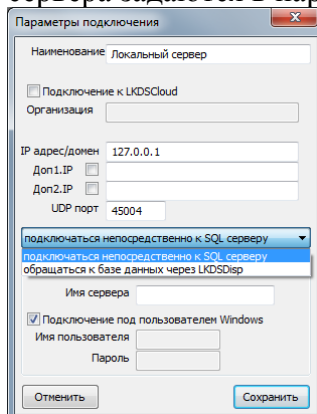 Параметры подключения
Наименование Локальный сервер
Подключение к LKDSCloud
Организация
IP адрес/домен 127.0.0.1
Доп1.IP
Доп2.IP
UDP порт 45004
подключаться непосредственно к SQL серверу
подключаться непосредственно к SQL серверу
обращаться к базе данных через LKDSDisp
Имя сервера
Подключение под пользователем Windows
Имя пользователя
Пароль
Отменить Сохранить